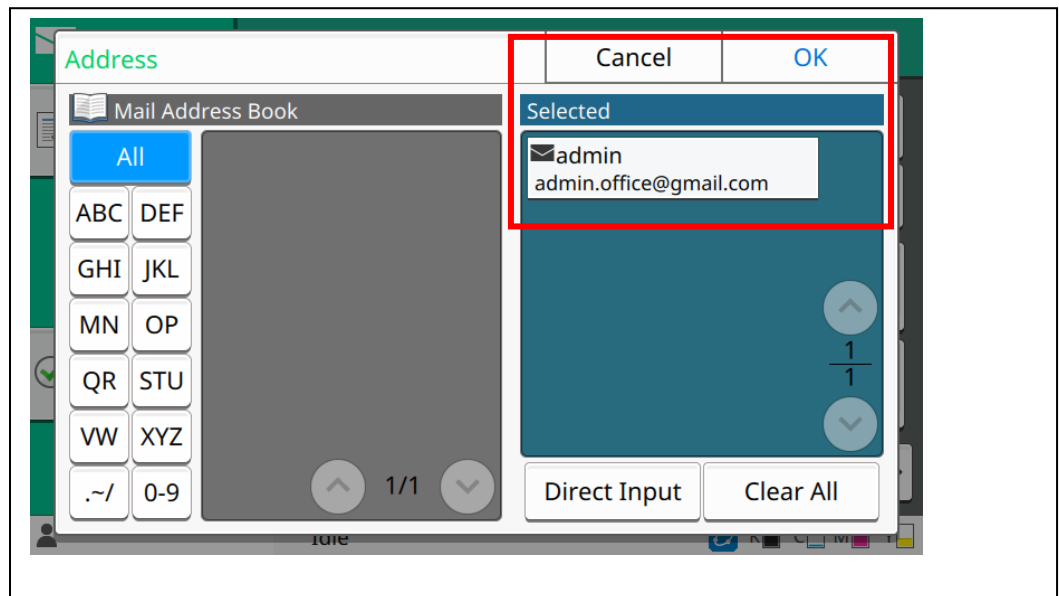 Address
Cancel
OK
Mail Address Book
Selected
All
ABC
DEF
GHI
JKL
MN
OP
QR
STU
VW
XYZ
.~/
0-9
1/1
admin
admin.office@gmail.com
1
1
Direct Input
Clear All
Idle
K
C
M
Y